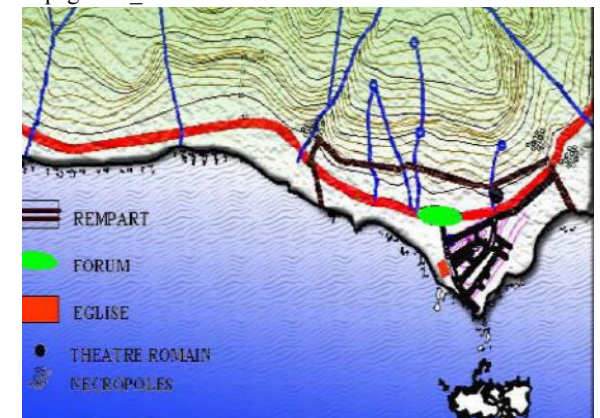 REMPART
FORUM
EGLISE
THEATRE ROMAIN
NECROPOLES